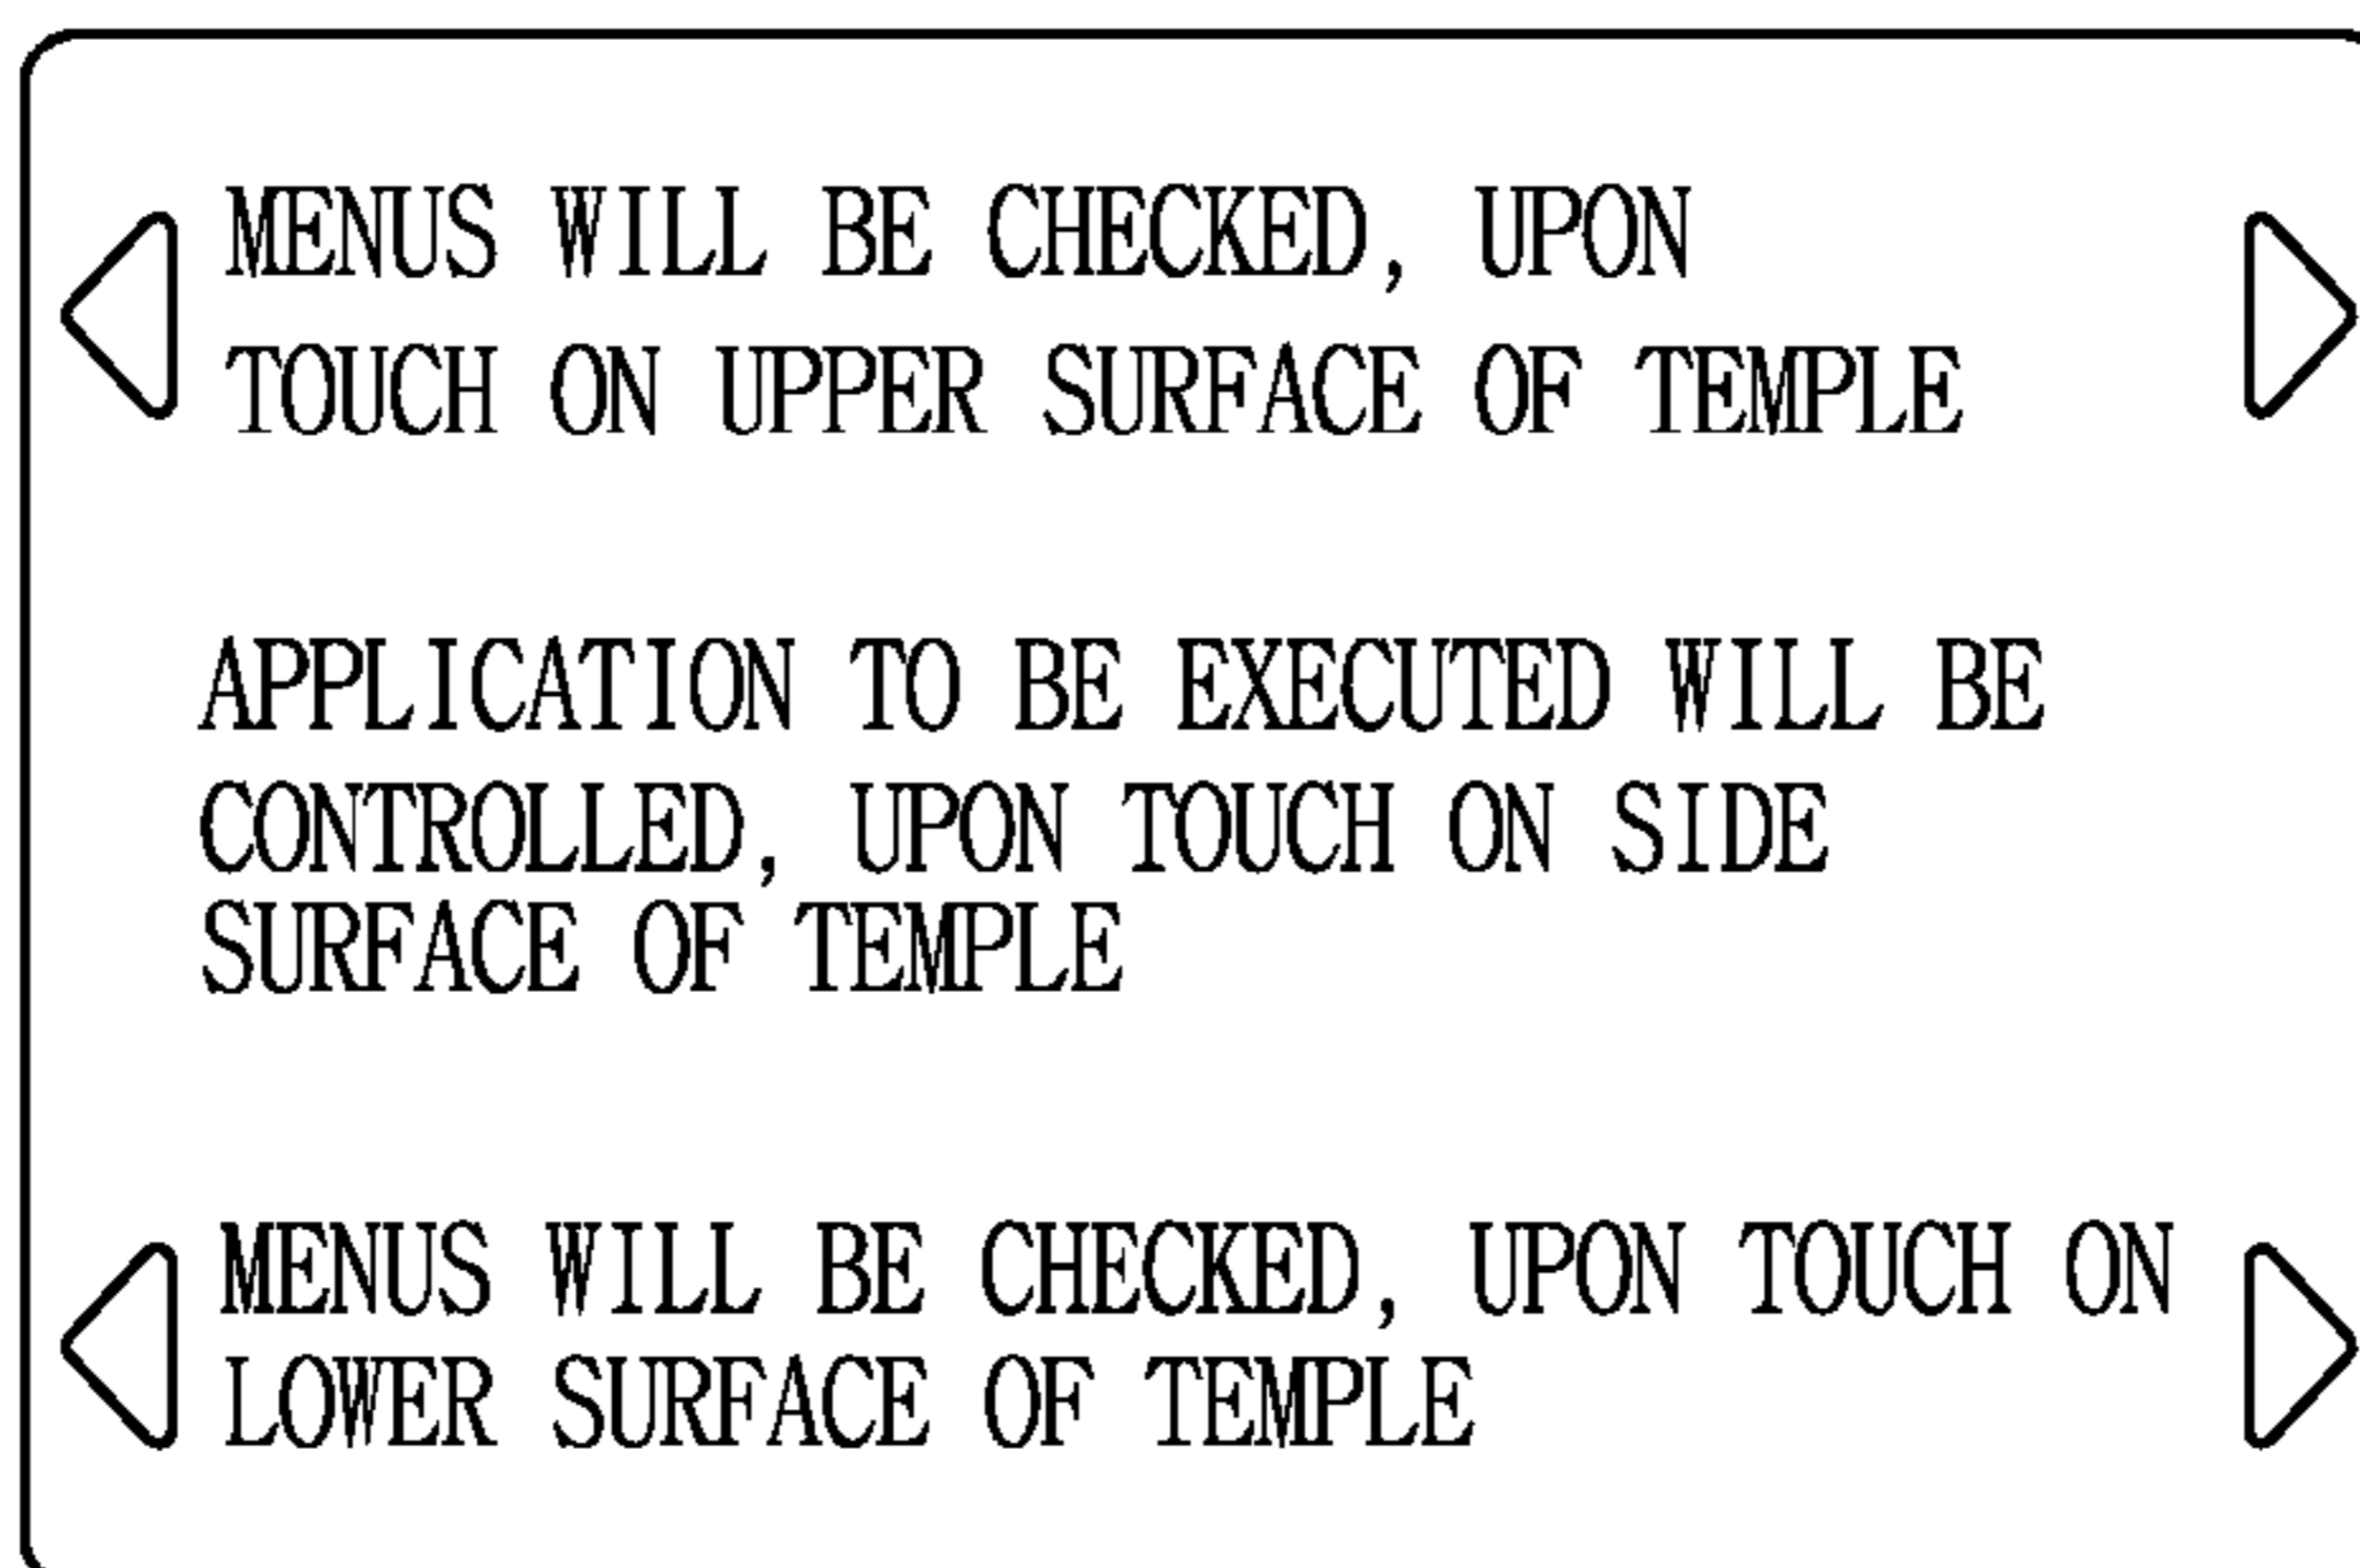 MENUS WILL BE CHECKED, UPON
TOUCH ON UPPER SURFACE OF TEMPLE
APPLICATION TO BE EXECUTED WILL BE
CONTROLLED, UPON TOUCH ON SIDE
SURFACE OF TEMPLE
MENUS WILL BE CHECKED, UPON TOUCH ON
LOWER SURFACE OF TEMPLE